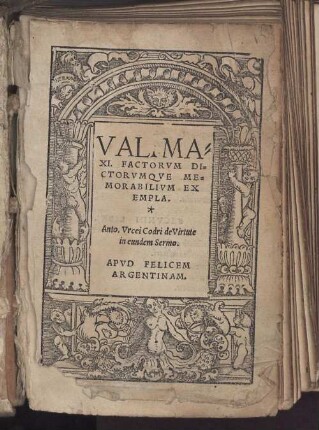 VAL. MA-
XI. FACTORVM DI-
CTORVMQVE ME-
MORABILIVM EX
EMPLA.
Anto. Vrcei Codri de Virtute
in eundem Sermo.
APVD FELICEM
ARGENTINAM.